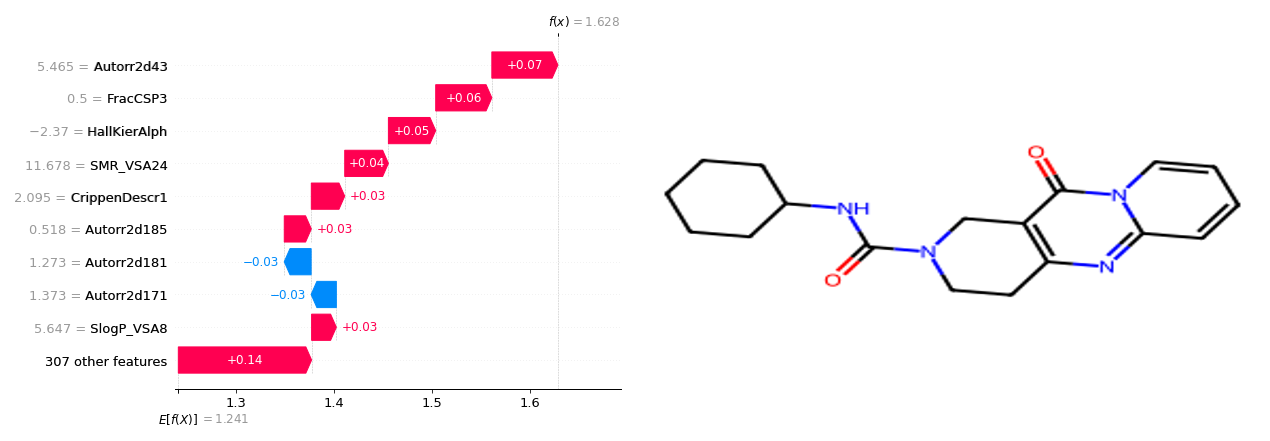 f(x) = 1.628
5.465 = Autorr2d43
+0.07
0.5 = FracCSP3
+0.06
−2.37 = HallKierAlph
+0.05
11.678 = SMR_VSA24
+0.04
2.095 = CrippenDescr1
+0.03
0.518 = Autorr2d185
+0.03
1.273 = Autorr2d181
−0.03
1.373 = Autorr2d171
−0.03
5.647 = SlogP_VSA8
+0.03
307 other features
+0.14
1.3 1.4 1.5 1.6
E[f(X)] = 1.241
O
N
NH
N
O
N